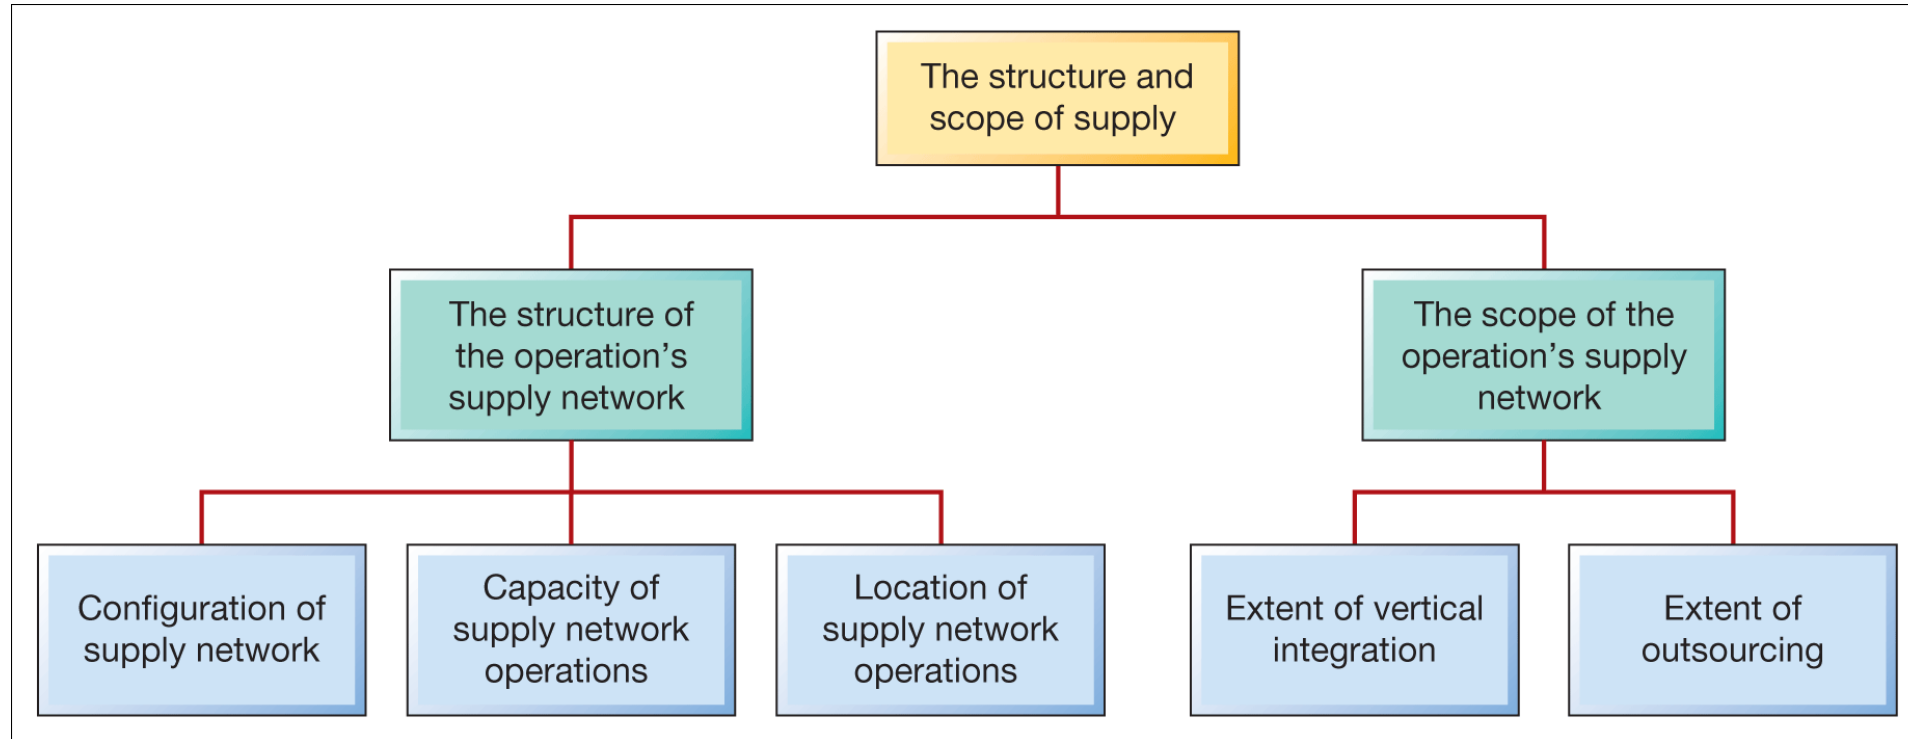 The structure and
scope of supply
The structure of
the operation’s
supply network
The scope of the
operation’s supply
network
Configuration of
supply network
Capacity of
supply network
operations
Location of
supply network
operations
Extent of vertical
integration
Extent of
outsourcing